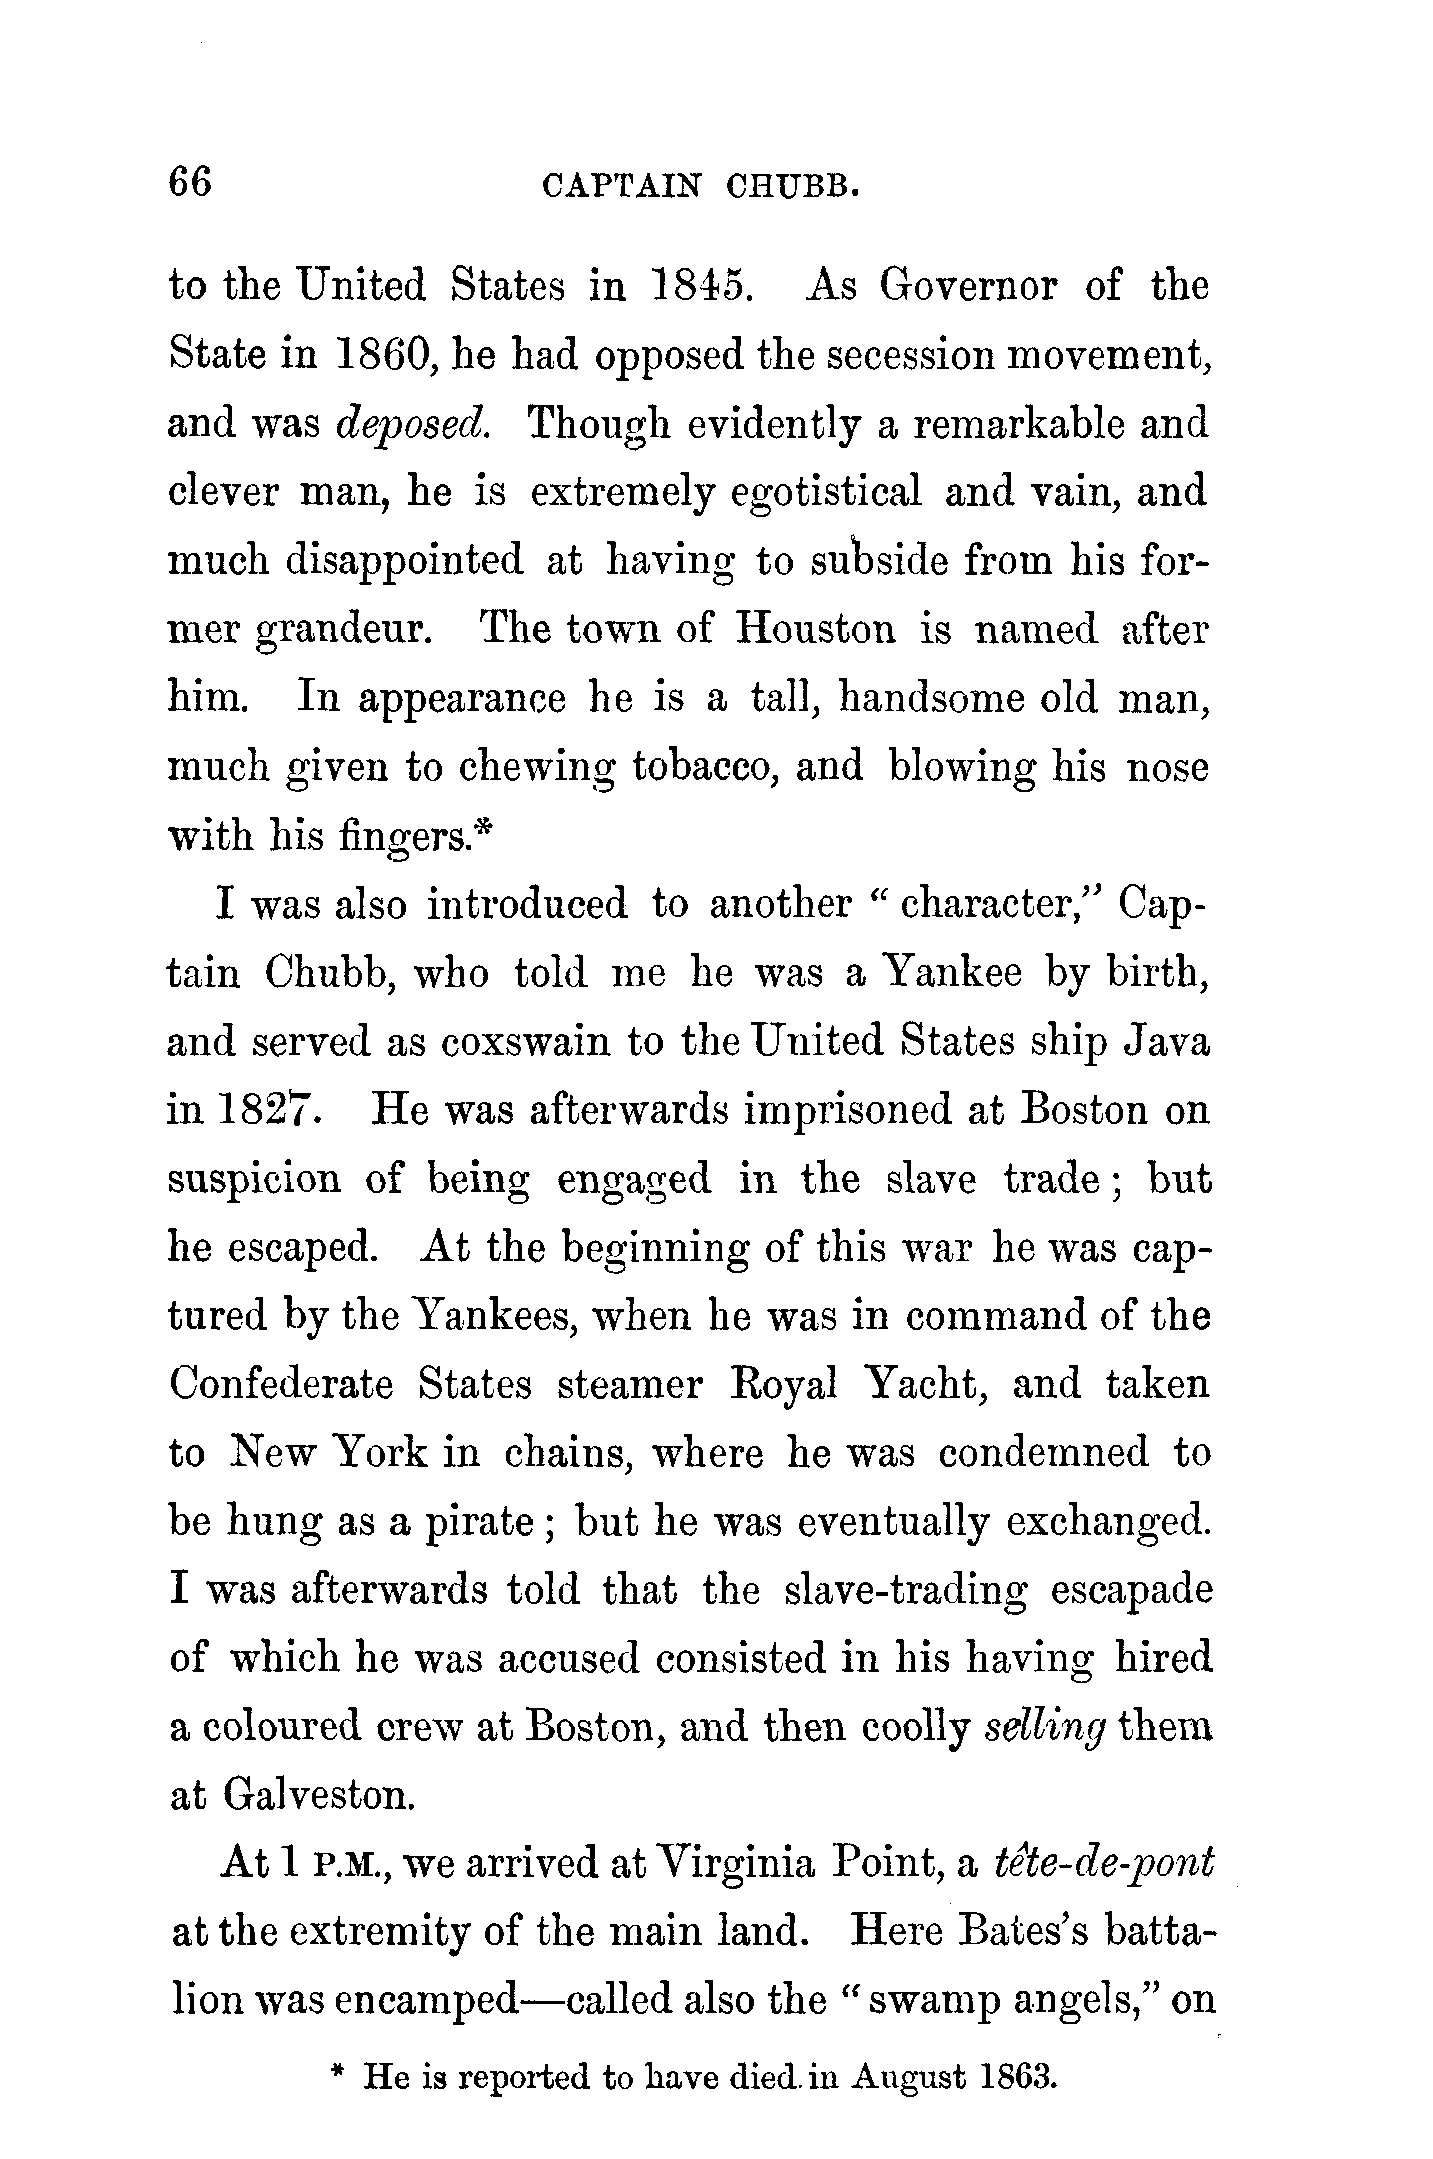 66 CAPTAIN CHUBB.
to the United States in 1845. As Governor of the
State in 1860, he had opposed the secession movement,
and was deposed. Though evidently a remarkable and
clever man, he is extremely egotistical and vain, and
much disappointed at having to subside from his for-
mer grandeur. The town of Houston is named after
him. In appearance he is a tall, handsome old man,
much given to chewing tobacco, and blowing his nose
with his fingers.*
I was also introduced to another “ character,” Cap-
tain Chubb, who told me he was a Yankee by birth,
and served as coxswain to the United States ship Java
in 1827. He was afterwards imprisoned at Boston on
suspicion of being engaged in the slave trade ; but
he escaped. At the beginning of this war he was cap-
tured by the Yankees, when he was in command of the
Confederate States steamer Royal Yacht, and taken
to New York in chains, where he was condemned to
be hung as a pirate ; but he was eventually exchanged.
I was afterwards told that the slave-trading escapade
of which he was accused consisted in his having hired
a coloured crew at Boston, and then coolly selling them
at Galveston.
At 1 P.M., we arrived at Virginia Point, a tête-de-pont
at the extremity of the main land. Here Bates’s batta-
lion was encamped—called also the “ swamp angels,” on
* He is reported to have died in August 1863.